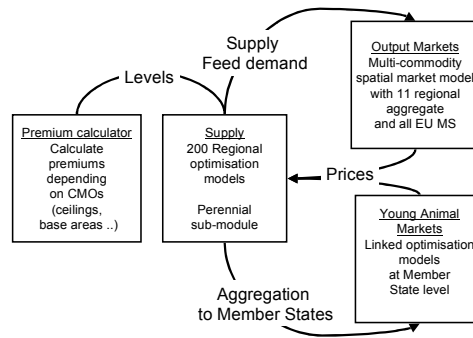 Supply
Feed demand
Levels
Output Markets
Multi-commodity
spatial market model
with 11 regional
aggregate
and all EU MS
Premium calculator
Calculate
premiums
depending
on CMOs
(ceilings,
base areas ..)
Supply
200 Regional
optimisation
models
Perennial
sub-module
Prices
Young Animal
Markets
Linked optimisation
models
at Member
State level
Aggregation
to Member States